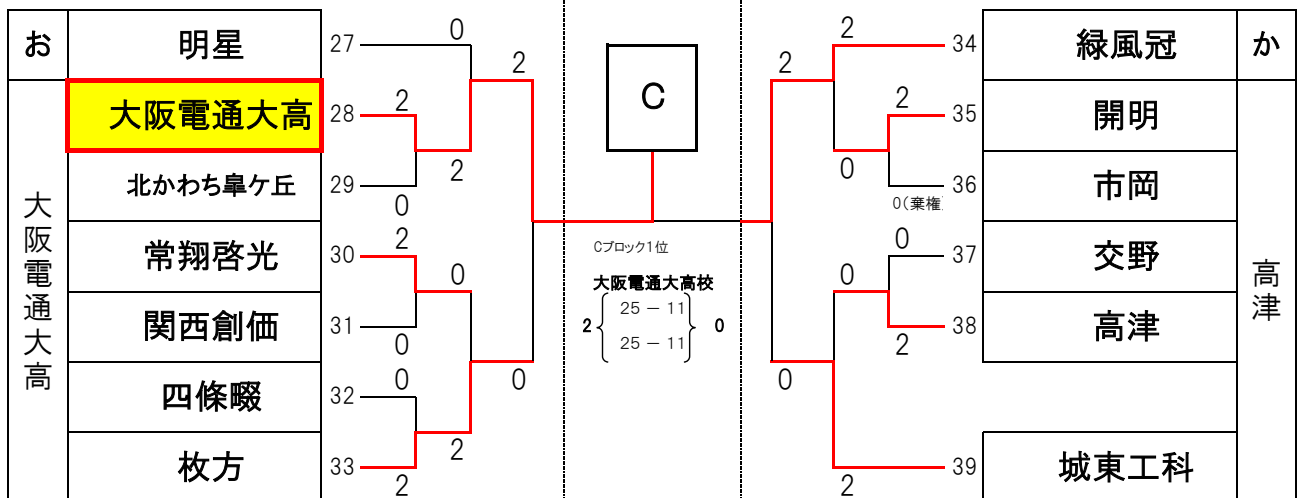 お
明星
27
0
大阪電通大高
28
2
2
2
北かわち皐ケ丘
29
0
大阪電通大高
常翔啓光
30
2
0
関西創価
31
0
四條畷
32
0
0
枚方
33
2
2
C
Cブロック1位
大阪電通大高校
2
25 － 11
25 － 11
0
2
34
緑風冠
か
2
2
35
開明
0
36
市岡
0(棄権
0
37
交野
0
38
高津
2
高津
0
39
城東工科
2